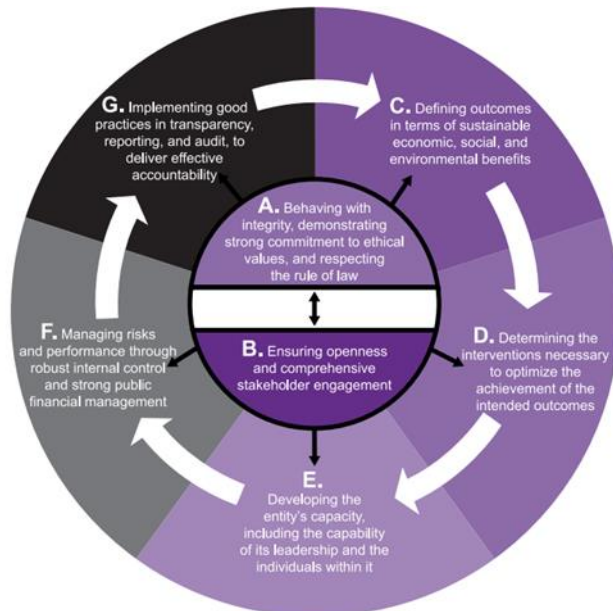 G. Implementing good
practices in transparency,
reporting, and audit, to
deliver effective
accountability
C. Defining outcomes
in terms of sustainable
economic, social, and
environmental benefits
A. Behaving with
integrity, demonstrating
strong commitment to ethical
values, and respecting
the rule of law
B. Ensuring openness
and comprehensive
stakeholder engagement
F. Managing risks
and performance through
robust internal control
and strong public
financial management
D. Determining the
interventions necessary
to optimize the
achievement of the
intended outcomes
E.
Developing the
entity's capacity,
including the capability
of its leadership and the
individuals within it